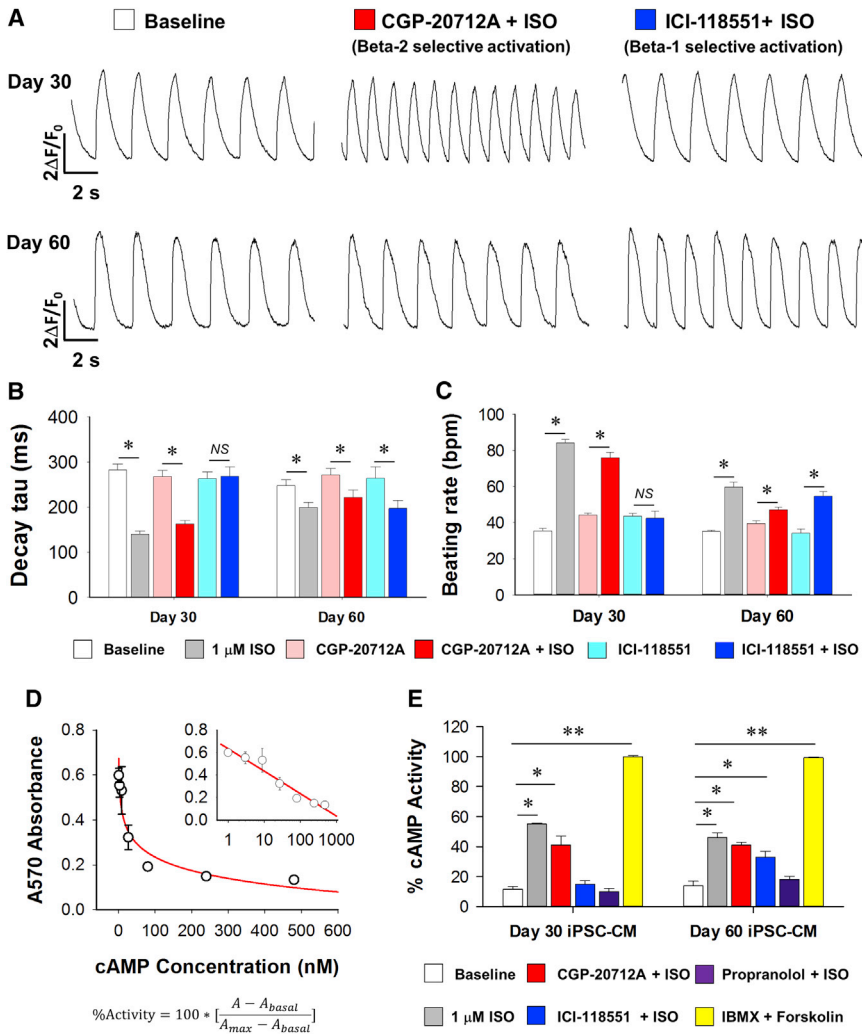 A
Baseline
CGP-20712A + ISO
(Beta-2 selective activation)
ICI-118551+ ISO
(Beta-1 selective activation)
Day 30
2ΔF/F0
2 s
Day 60
2ΔF/F0
2 s
B
Decay tau (ms)
400
300
200
100
0
* * NS * * *
Day 30 Day 60
C
Beating rate (bpm)
100
80
60
40
20
0
* * NS * * *
Day 30 Day 60
Baseline 1 μM ISO CGP-20712A CGP-20712A + ISO ICI-118551 ICI-118551 + ISO
D
A570 Absorbance
0.8
0.6
0.4
0.2
0.0
0 100 200 300 400 500 600
cAMP Concentration (nM)
0.8
0.6
0.4
0.2
0.0
1 10 100 1000
%Activity = 100 * [A − Abasal / Amax − Abasal]
E
% cAMP Activity
120
100
80
60
40
20
0
** * * ** * * *
Day 30 iPSC-CM Day 60 iPSC-CM
Baseline CGP-20712A + ISO Propranolol + ISO
1 μM ISO ICI-118551 + ISO IBMX + Forskolin